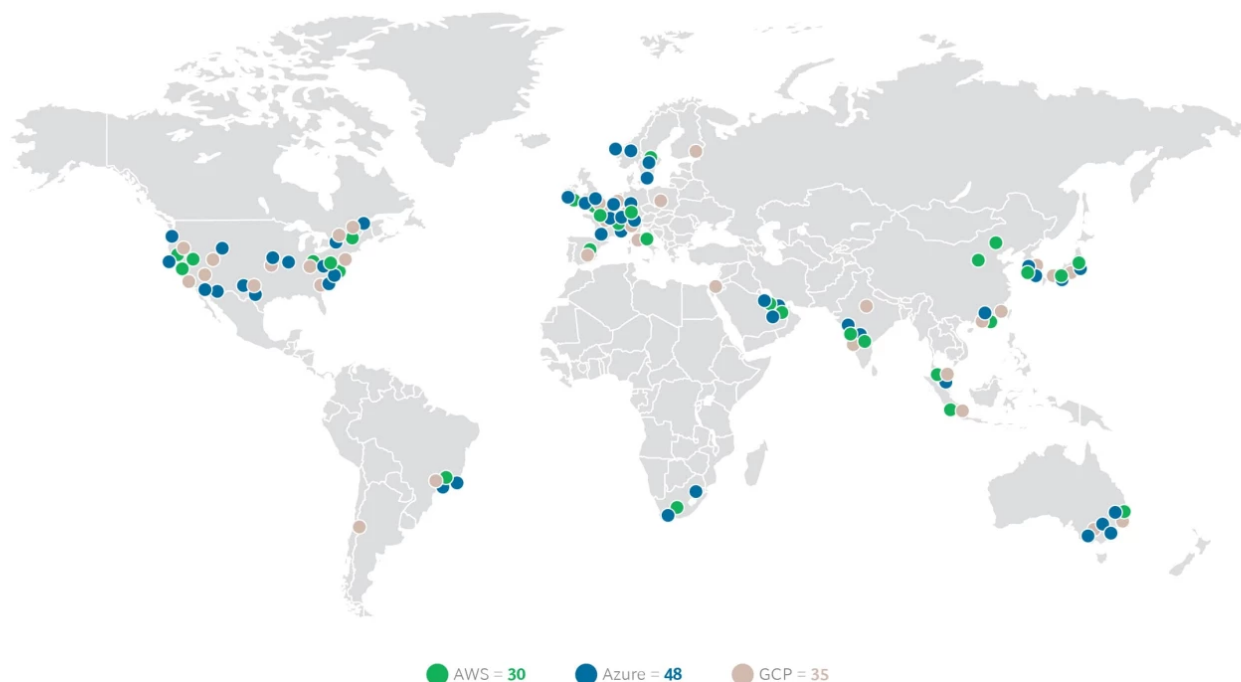 AWS = 30 Azure = 48 GCP = 35